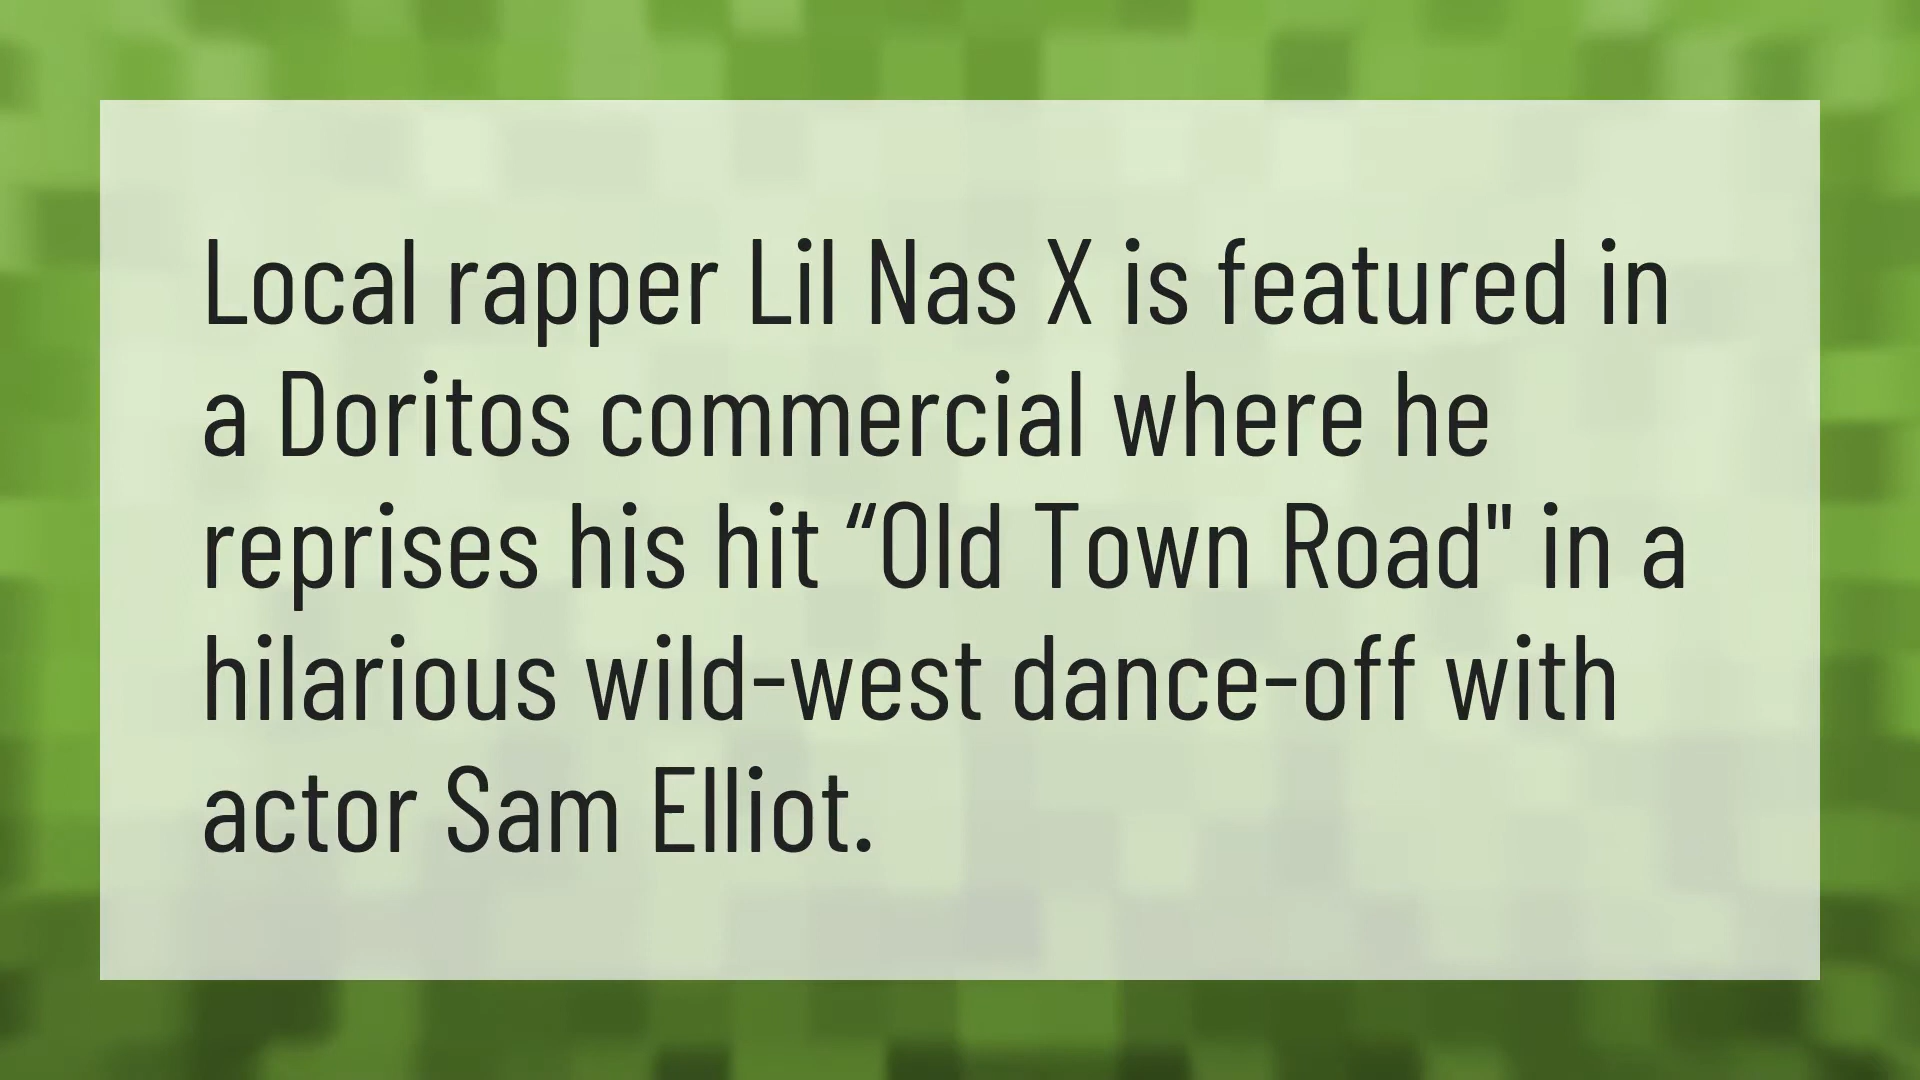 Local rapper Lil Nas X is featured in
a Doritos commercial where he
reprises his hit “Old Town Road" in a
hilarious wild-west dance-off with
actor Sam Elliot.